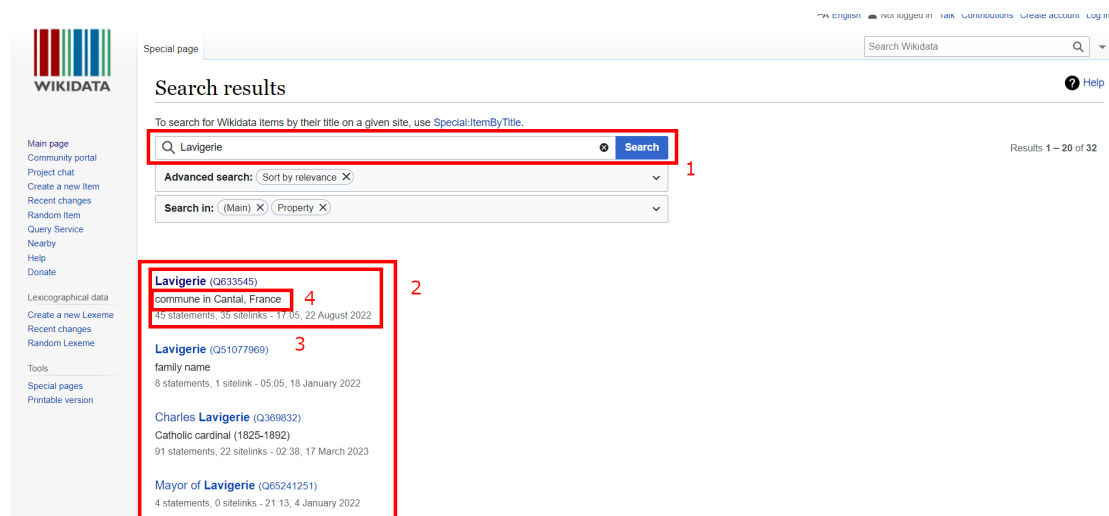 English Not logged in Talk Contributions Create account Log in
WIKIDATA
Special page
Search Wikidata
Search results
Help
To search for Wikidata items by their title on a given site, use Special:ItemByTitle.
Lavigerie
Search
1
Results 1 – 20 of 32
Advanced search: Sort by relevance
Search in: (Main) Property
Main page
Community portal
Project chat
Create a new Item
Recent changes
Random Item
Query Service
Nearby
Help
Donate
Lexicographical data
Create a new Lexeme
Recent changes
Random Lexeme
Tools
Special pages
Printable version
2
Lavigerie (Q633545)
commune in Cantal, France
4
45 statements, 35 sitelinks - 17:05, 22 August 2022
3
Lavigerie (Q51077969)
family name
8 statements, 1 sitelink - 05:05, 18 January 2022
Charles Lavigerie (Q369832)
Catholic cardinal (1825-1892)
91 statements, 22 sitelinks - 02:38, 17 March 2023
Mayor of Lavigerie (Q65241251)
4 statements, 0 sitelinks - 21:13, 4 January 2022